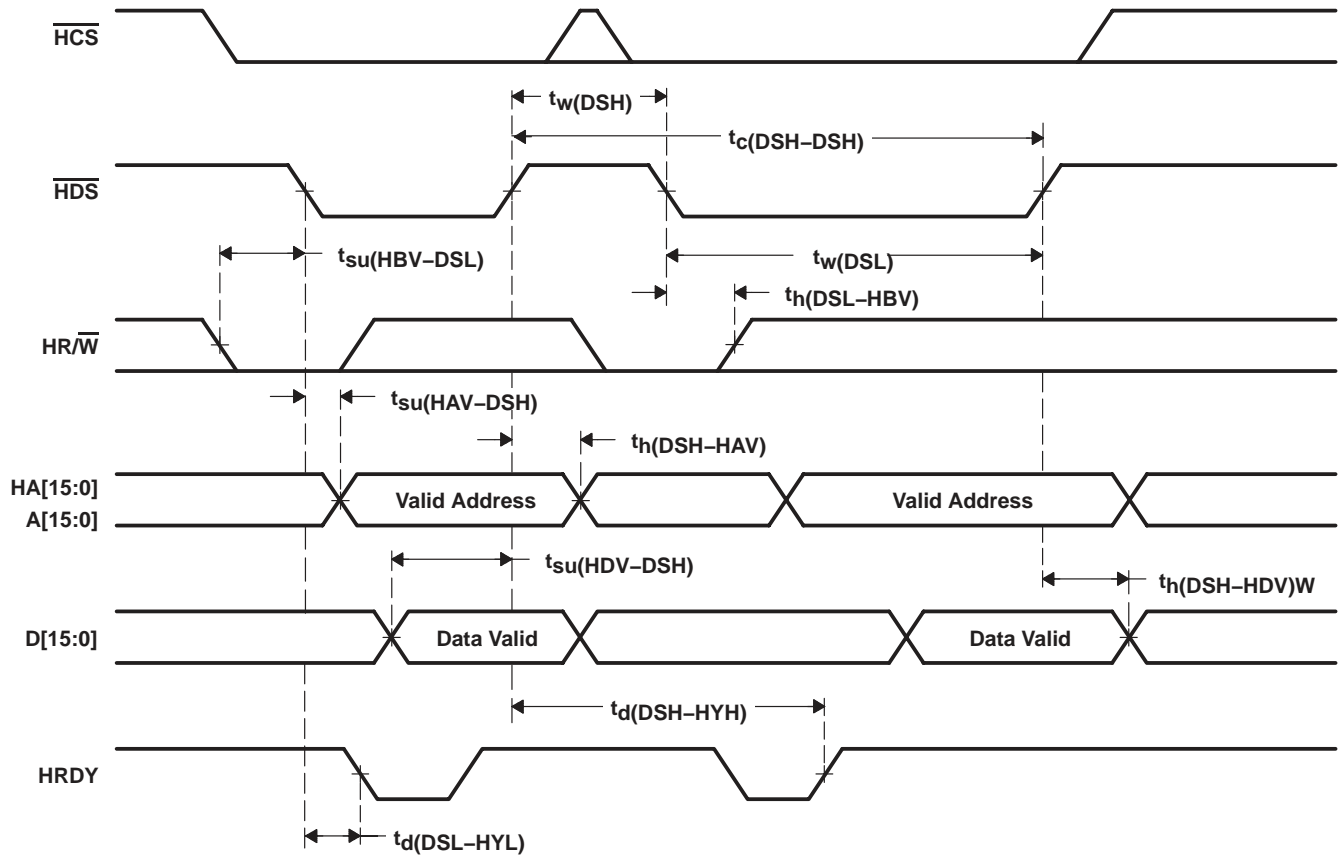 HCS
tw(DSH)
tc(DSH–DSH)
HDS
tsu(HBV–DSL)
tw(DSL)
th(DSL–HBV)
HR/W
tsu(HAV–DSH)
th(DSH–HAV)
HA[15:0]
Valid Address
Valid Address
A[15:0]
tsu(HDV–DSH)
th(DSH–HDV)W
D[15:0]
Data Valid
Data Valid
td(DSH–HYH)
HRDY
td(DSL–HYL)